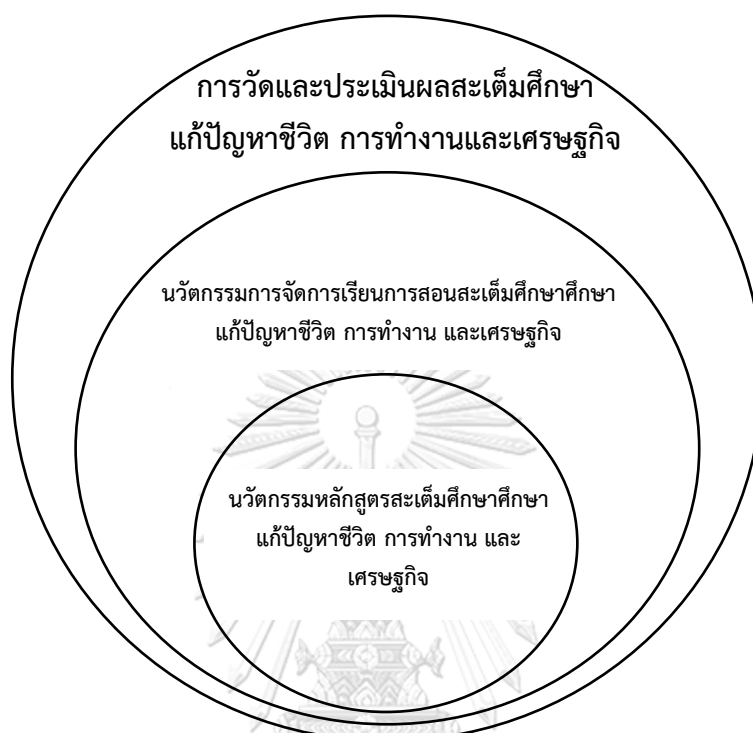 การวัดและประเมินผลสะเต็มศึกษา
แก้ปัญหาชีวิต การทำงานและเศรษฐกิจ
นวัตกรรมการจัดการเรียนการสอนสะเต็มศึกษาศึกษา
แก้ปัญหาชีวิต การทำงาน และเศรษฐกิจ
นวัตกรรมหลักสูตรสะเต็มศึกษาศึกษา
แก้ปัญหาชีวิต การทำงาน และ
เศรษฐกิจ